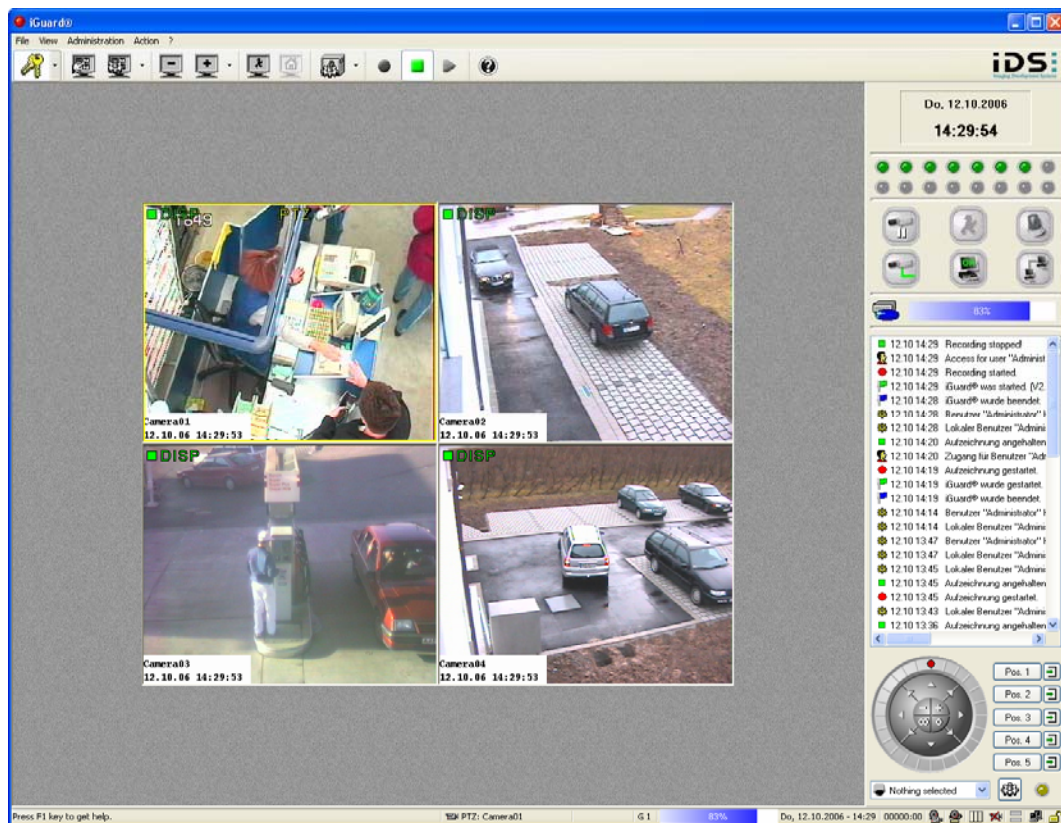 iGuard®
File View Administration Action ?
iDS
Imaging Development Systems
Do, 12.10.2006
14:29:54
DISP PTZ
1649
Camera01
12.10.06 14:29:53
DISP
Camera02
12.10.06 14:29:53
DISP
Camera03
12.10.06 14:29:53
DISP
Camera04
12.10.06 14:29:53
83%
12.10 14:29 Recording stopped!
12.10 14:29 Access for user "Administ
12.10 14:29 Recording started.
12.10 14:29 iGuard® was started. (V2.
12.10 14:28 iGuard® wurde beendet.
12.10 14:28 Benutzer "Administrator" h
12.10 14:28 Lokaler Benutzer "Adminis
12.10 14:20 Aufzeichnung angehalten
12.10 14:20 Zugang für Benutzer "Adm
12.10 14:19 Aufzeichnung gestartet.
12.10 14:19 iGuard® wurde gestartet.
12.10 14:19 iGuard® wurde beendet.
12.10 14:14 Benutzer "Administrator" h
12.10 14:14 Lokaler Benutzer "Adminis
12.10 13:47 Benutzer "Administrator" h
12.10 13:47 Lokaler Benutzer "Adminis
12.10 13:45 Lokaler Benutzer "Adminis
12.10 13:45 Aufzeichnung angehalten
12.10 13:45 Aufzeichnung gestartet.
12.10 13:43 Lokaler Benutzer "Adminis
12.10 13:36 Aufzeichnung angehalten
Pos. 1
Pos. 2
Pos. 3
Pos. 4
Pos. 5
Nothing selected
Press F1 key to get help.
PTZ: Camera01
G 1
83%
Do, 12.10.2006 - 14:29
00000:00